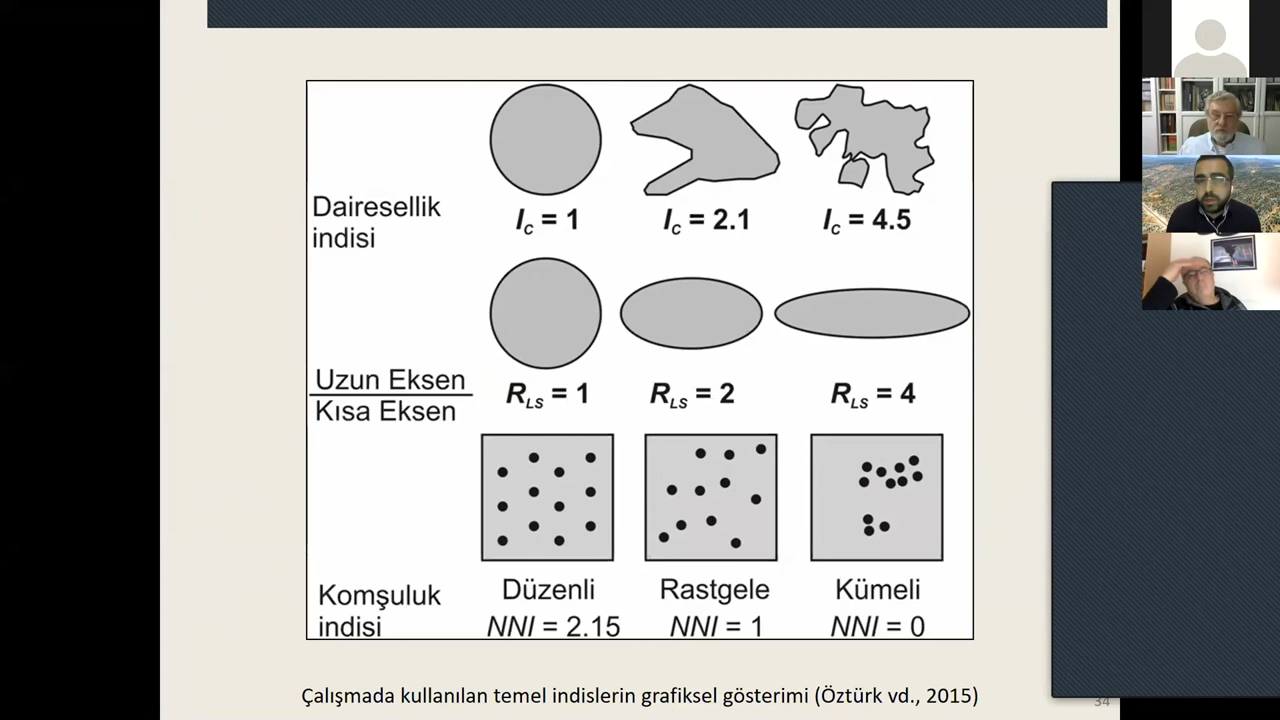 Dairesellik
indisi
I_C = 1
I_C = 2.1
I_C = 4.5
Uzun Eksen
Kısa Eksen
R_LS = 1
R_LS = 2
R_LS = 4
Komşuluk
indisi
Düzenli
NNI = 2.15
Rastgele
NNI = 1
Kümeli
NNI = 0
Çalışmada kullanılan temel indislerin grafiksel gösterimi (Öztürk vd., 2015)
34